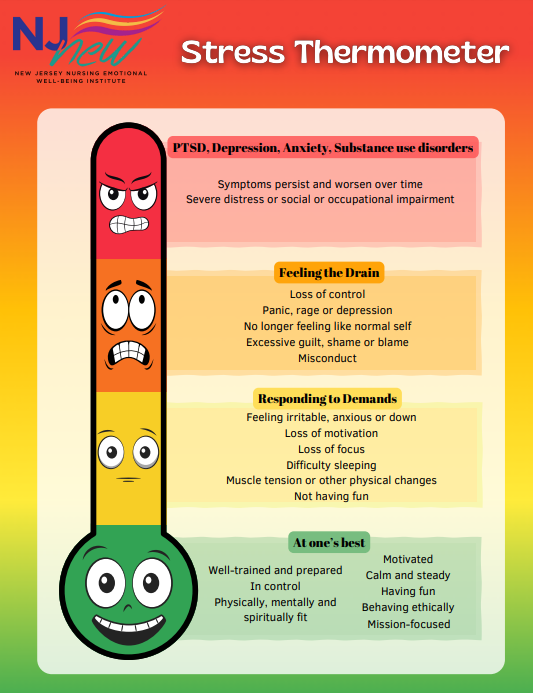 NJ new
NEW JERSEY NURSING EMOTIONAL
WELL-BEING INSTITUTE
Stress Thermometer
PTSD, Depression, Anxiety, Substance use disorders
Symptoms persist and worsen over time
Severe distress or social or occupational impairment
Feeling the Drain
Loss of control
Panic, rage or depression
No longer feeling like normal self
Excessive guilt, shame or blame
Misconduct
Responding to Demands
Feeling irritable, anxious or down
Loss of motivation
Loss of focus
Difficulty sleeping
Muscle tension or other physical changes
Not having fun
At one's best
Well-trained and prepared
In control
Physically, mentally and
spiritually fit
Motivated
Calm and steady
Having fun
Behaving ethically
Mission-focused